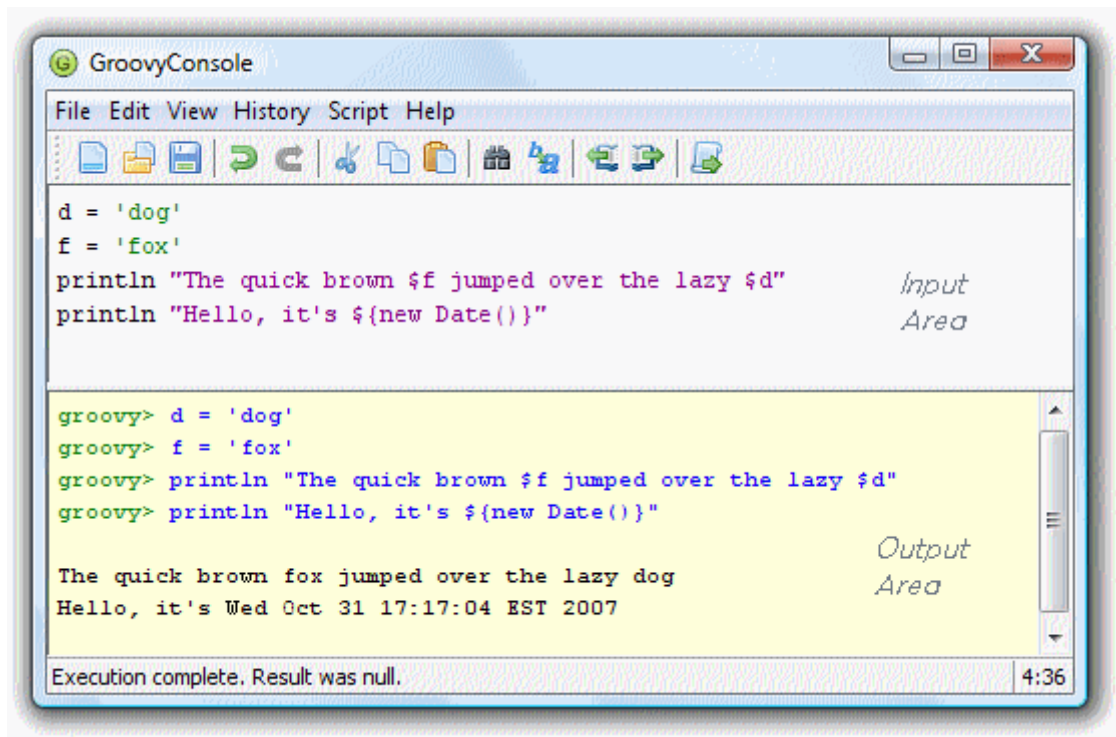 GroovyConsole
File Edit View History Script Help
d = 'dog'
f = 'fox'
println "The quick brown $f jumped over the lazy $d"
println "Hello, it's ${new Date()}"
Input
Area
groovy> d = 'dog'
groovy> f = 'fox'
groovy> println "The quick brown $f jumped over the lazy $d"
groovy> println "Hello, it's ${new Date()}"
The quick brown fox jumped over the lazy dog
Hello, it's Wed Oct 31 17:17:04 EST 2007
Output
Area
Execution complete. Result was null.
4:36